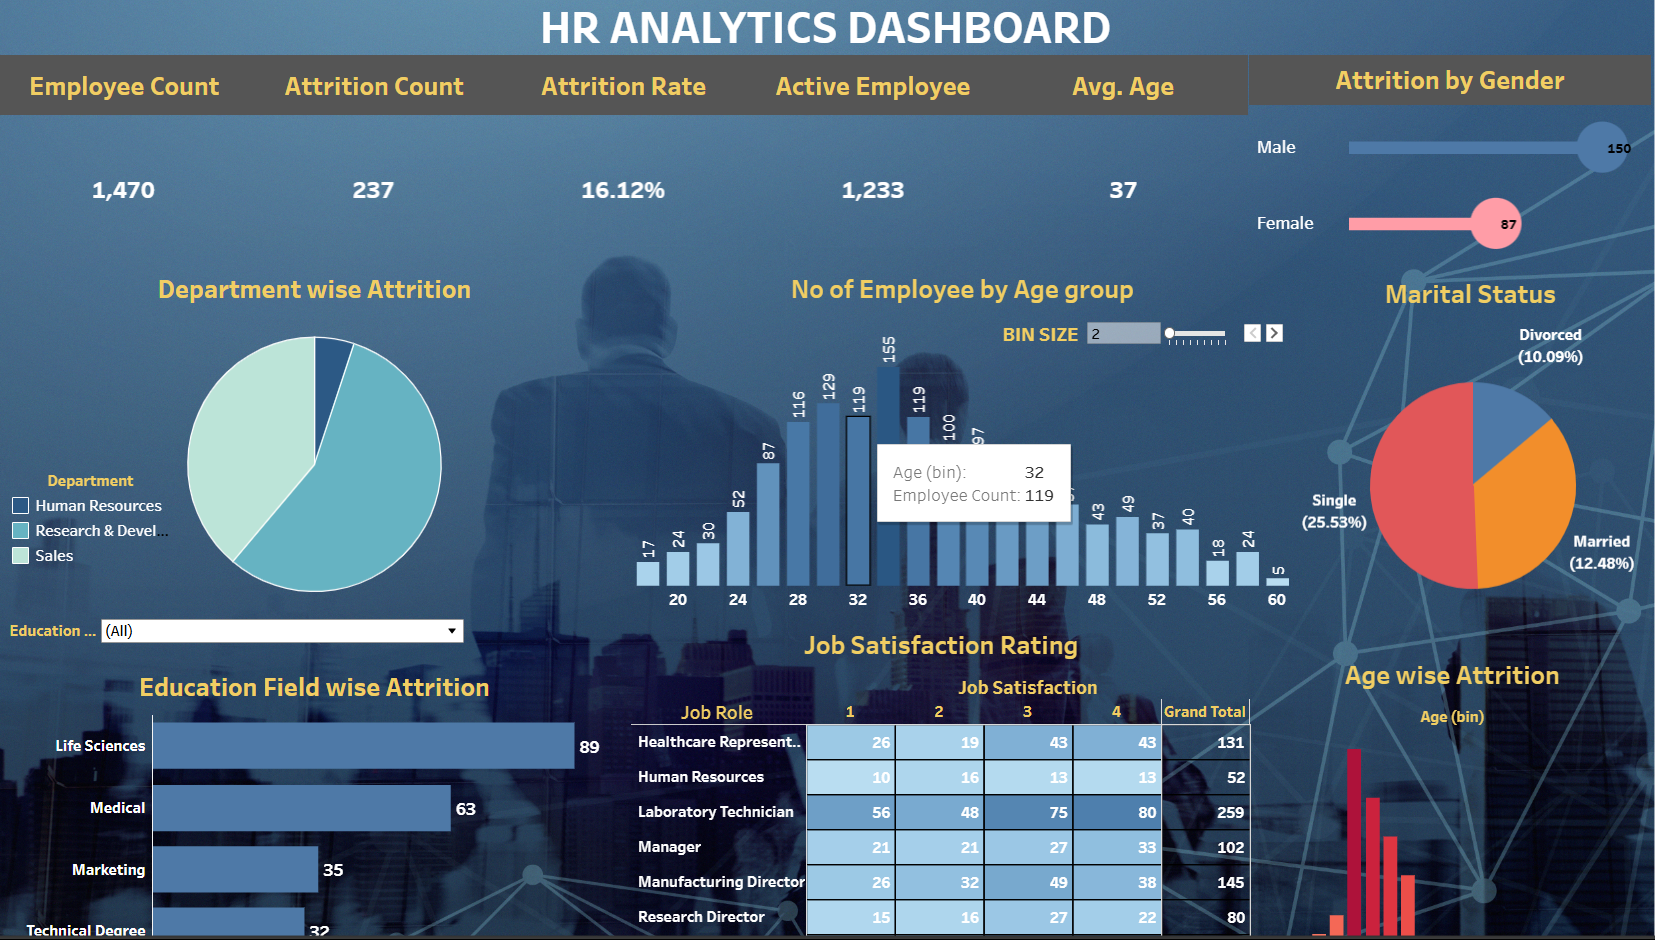 HR ANALYTICS DASHBOARD
Employee Count Attrition Count Attrition Rate Active Employee Avg. Age
1,470 237 16.12% 1,233 37
Attrition by Gender
Male 150
Female 87
Department wise Attrition
Department
Human Resources
Research & Devel...
Sales
No of Employee by Age group
BIN SIZE 2
17 24 30 52 87 116 129 119 155 119 100 97 43 49 37 40 18 24 5
Age (bin): 32
Employee Count: 119
20 24 28 32 36 40 44 48 52 56 60
Marital Status
Divorced
(10.09%)
Single
(25.53%)
Married
(12.48%)
Education ... (All)
Education Field wise Attrition
Life Sciences 89
Medical 63
Marketing 35
Technical Degree 32
Job Satisfaction Rating
Job Satisfaction
Job Role 1 2 3 4 Grand Total
Healthcare Represent.. 26 19 43 43 131
Human Resources 10 16 13 13 52
Laboratory Technician 56 48 75 80 259
Manager 21 21 27 33 102
Manufacturing Director 26 32 49 38 145
Research Director 15 16 27 22 80
Age wise Attrition
Age (bin)